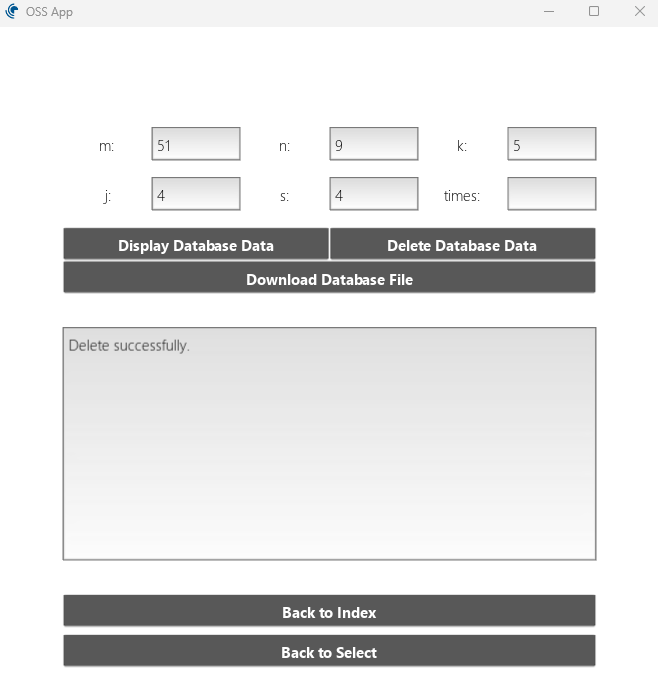 OSS App
m: 51 n: 9 k: 5
j: 4 s: 4 times:
Display Database Data Delete Database Data
Download Database File
Delete successfully.
Back to Index
Back to Select